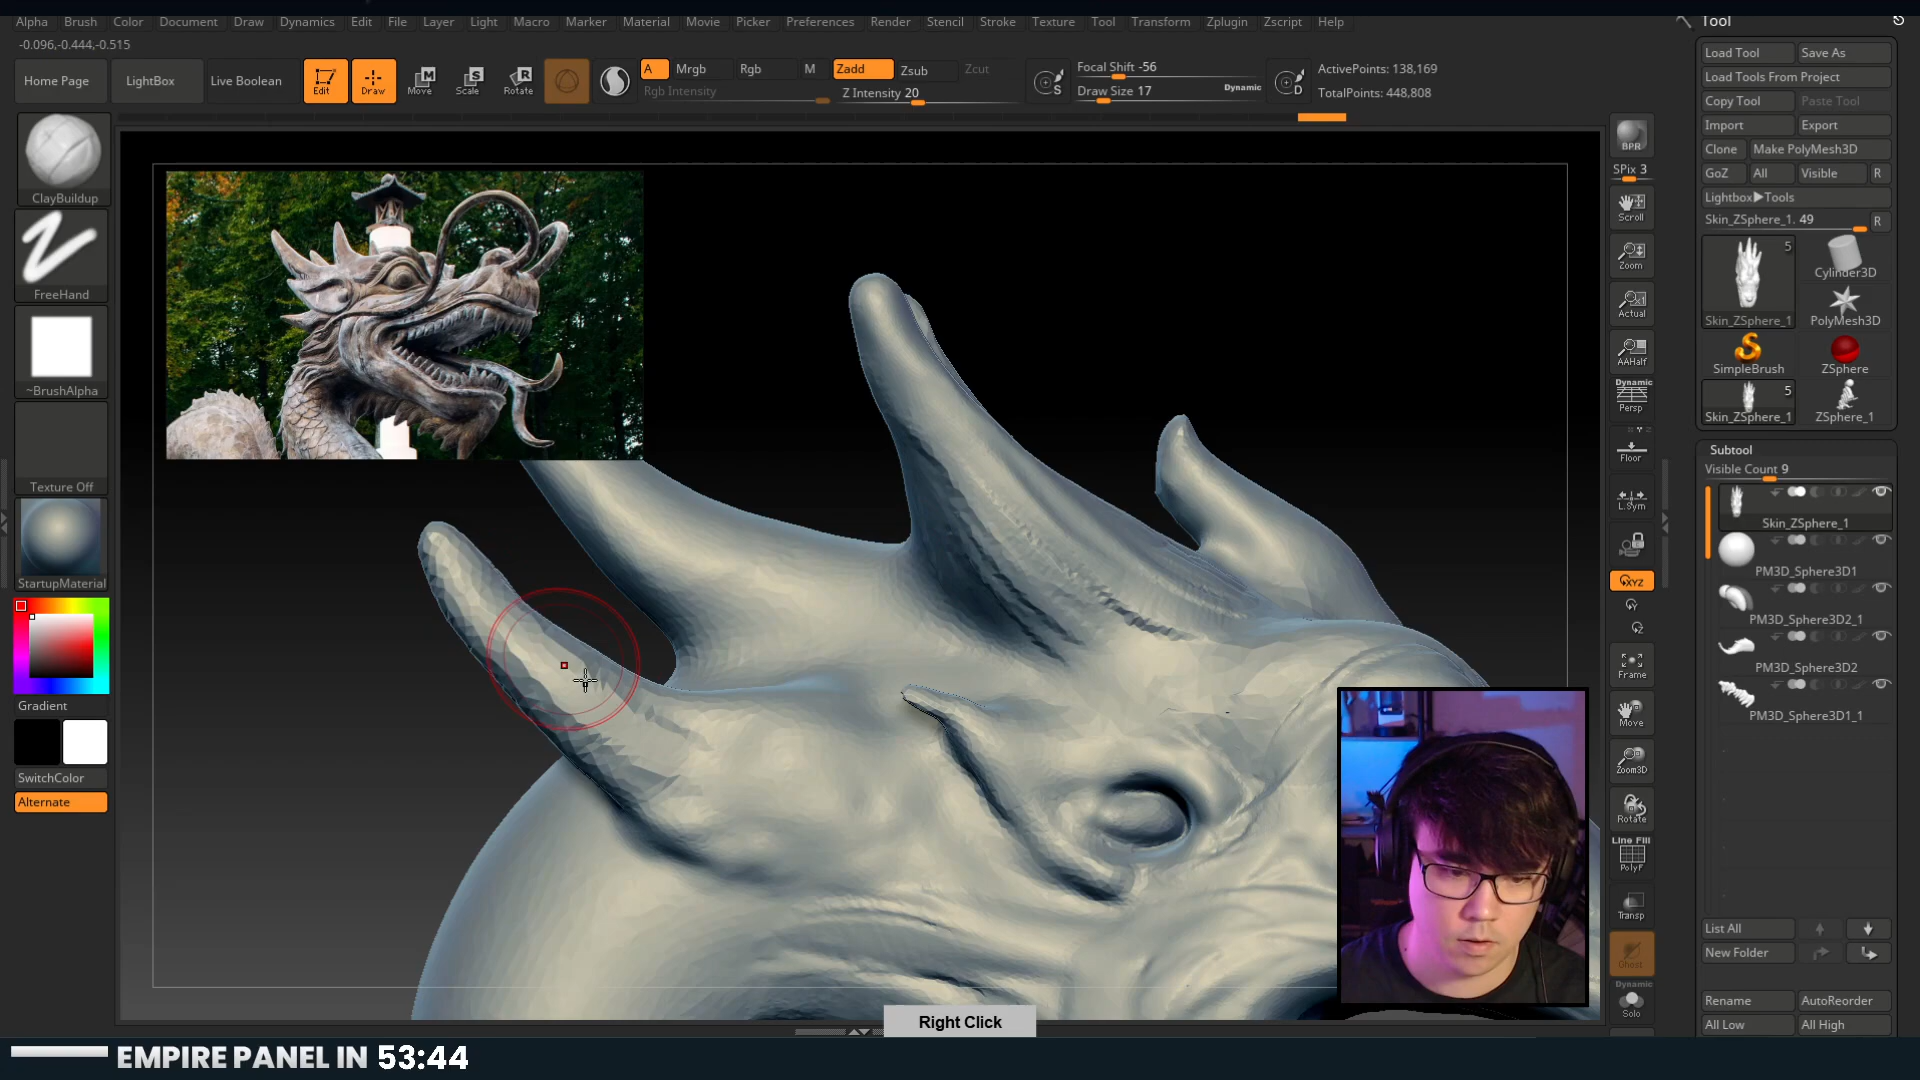 Alpha Brush Color Document Draw Dynamics Edit File Layer Light Macro Marker Material Movie Picker Preferences Render Stencil Stroke Texture Tool Transform Zplugin Zscript Help
-0.096,-0.444,-0.515
Home Page
LightBox
Live Boolean
Edit
Draw
Move
Scale
Rotate
A
Mrgb
Rgb
M
Rgb Intensity
Zadd
Zsub
Zcut
Z Intensity 20
S
Focal Shift -56
Draw Size 17
Dynamic
D
ActivePoints: 138,169
TotalPoints: 448,808
ClayBuildup
FreeHand
~BrushAlpha
Texture Off
StartupMaterial
Gradient
SwitchColor
Alternate
BPR
SPix 3
Scroll
Zoom
Actual
AAHalf
Dynamic
Persp
Floor
L.Sym
XYZ
Frame
Move
Zoom3D
Rotate
Line Fill
PolyF
Transp
Ghost
Dynamic
Solo
Tool
Load Tool
Save As
Load Tools From Project
Copy Tool
Paste Tool
Import
Export
Clone
Make PolyMesh3D
GoZ
All
Visible
R
Lightbox▶Tools
Skin_ZSphere_1. 49
R
5
Skin_ZSphere_1
Cylinder3D
PolyMesh3D
SimpleBrush
ZSphere
5
Skin_ZSphere_1
ZSphere_1
Subtool
Visible Count 9
Skin_ZSphere_1
PM3D_Sphere3D1
PM3D_Sphere3D2_1
PM3D_Sphere3D2
PM3D_Sphere3D1_1
List All
New Folder
Rename
AutoReorder
All Low
All High
Right Click
EMPIRE PANEL IN 53:44